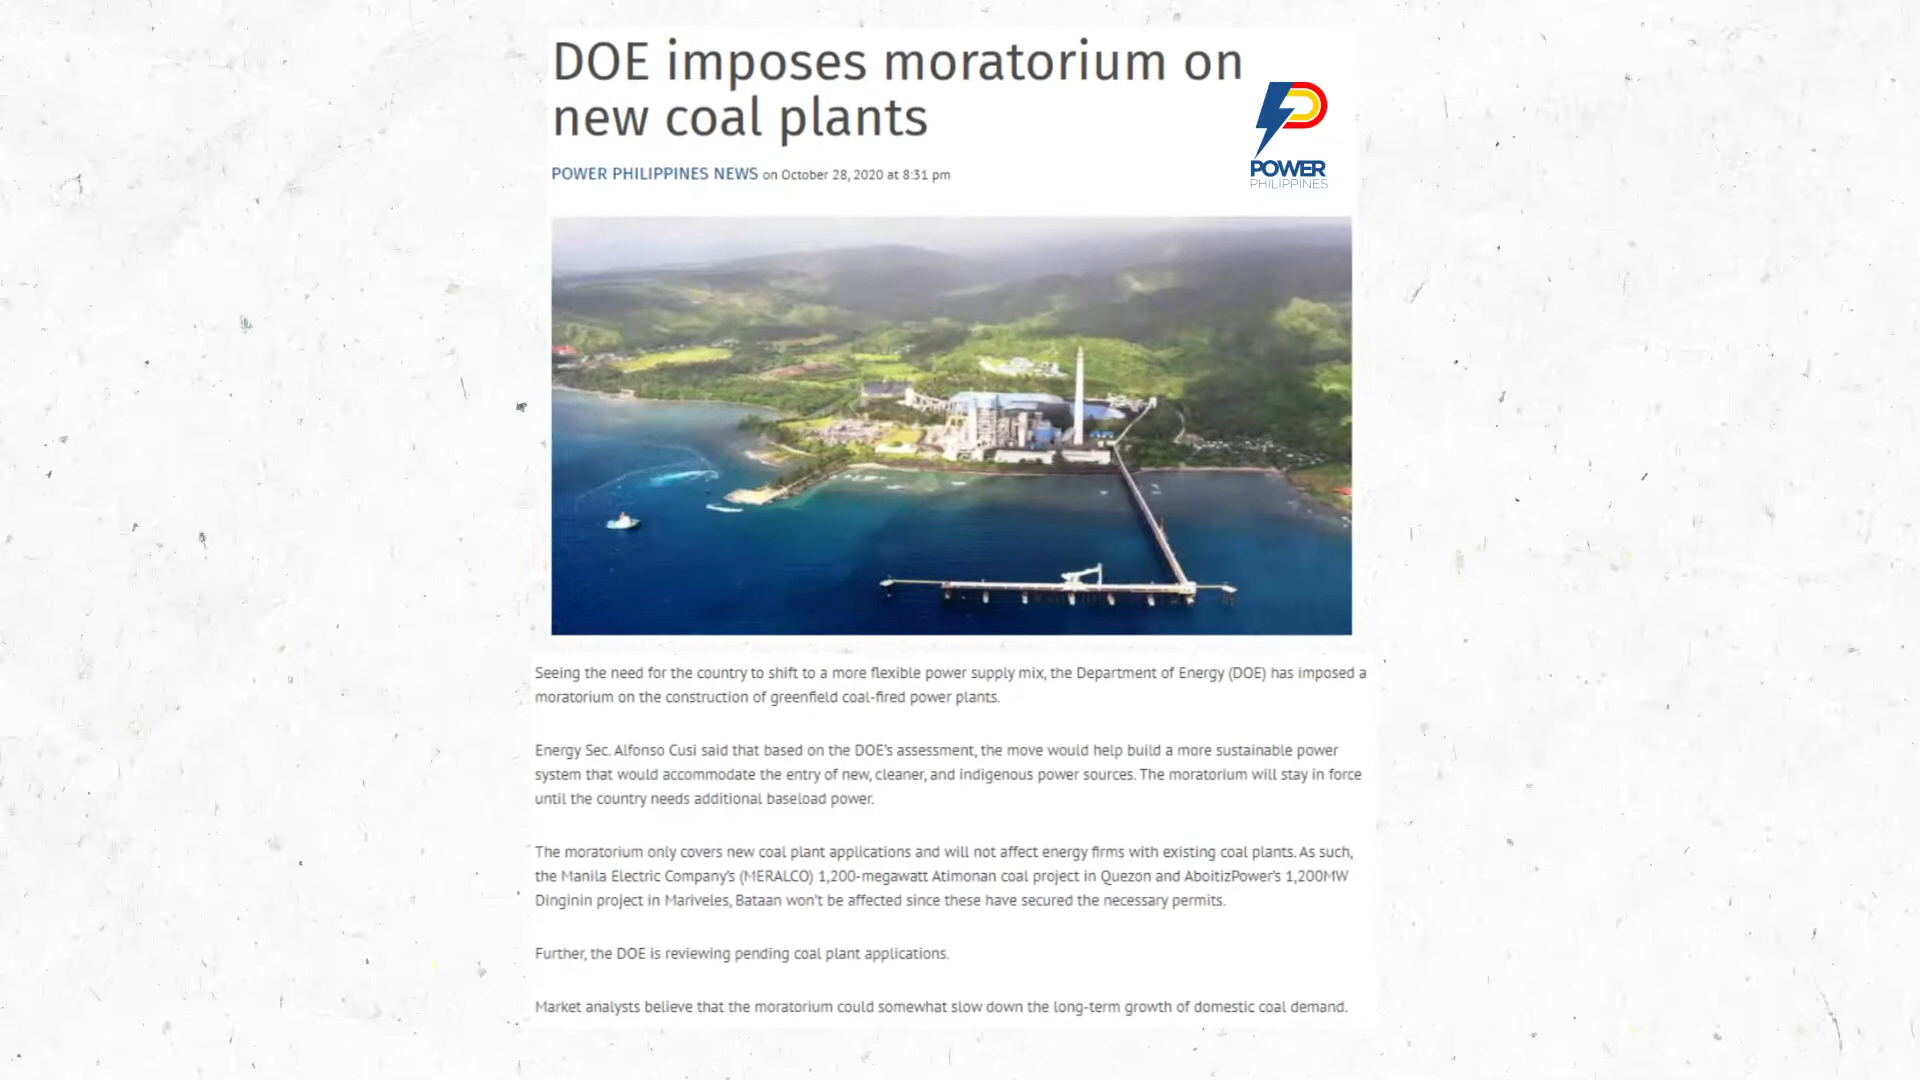 DOE imposes moratorium on
new coal plants
POWER PHILIPPINES NEWS on October 28, 2020 at 8:31 pm
POWER
PHILIPPINES
Seeing the need for the country to shift to a more flexible power supply mix, the Department of Energy (DOE) has imposed a
moratorium on the construction of greenfield coal-fired power plants.
Energy Sec. Alfonso Cusi said that based on the DOE's assessment, the move would help build a more sustainable power
system that would accommodate the entry of new, cleaner, and indigenous power sources. The moratorium will stay in force
until the country needs additional baseload power.
The moratorium only covers new coal plant applications and will not affect energy firms with existing coal plants. As such,
the Manila Electric Company's (MERALCO) 1,200-megawatt Atimonan coal project in Quezon and AboitizPower's 1,200MW
Dinginin project in Mariveles, Bataan won't be affected since these have secured the necessary permits.
Further, the DOE is reviewing pending coal plant applications.
Market analysts believe that the moratorium could somewhat slow down the long-term growth of domestic coal demand.